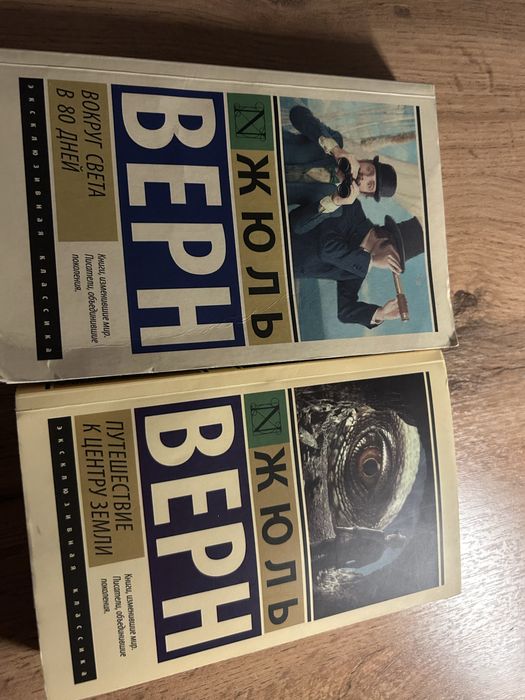 N
ЖЮЛЬ
ВЕРН
ВОКРУГ СВЕТА
В 80 ДНЕЙ
Книги, изменившие мир.
Писатели, объединившие
поколения.
ЭКСКЛЮЗИВНАЯ КЛАССИКА
N
ЖЮЛЬ
ВЕРН
ПУТЕШЕСТВИЕ
К ЦЕНТРУ ЗЕМЛИ
Книги, изменившие мир.
Писатели, объединившие
поколения.
ЭКСКЛЮЗИВНАЯ КЛАССИКА